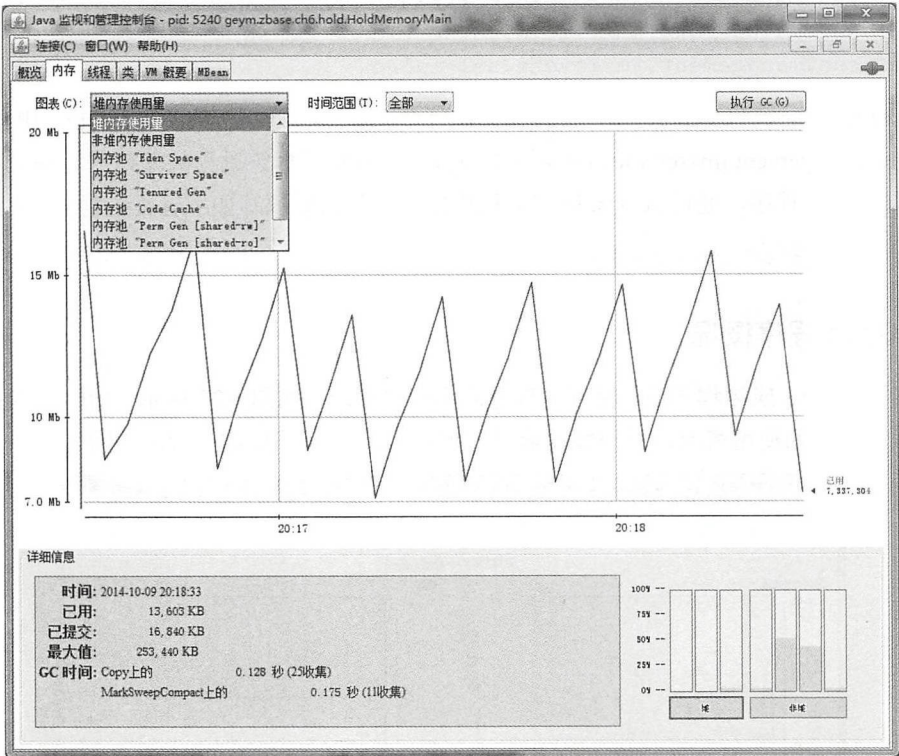 Java 监视和管理控制台 - pid: 5240 geym.zbase.ch6.hold.HoldMemoryMain
连接(C) 窗口(W) 帮助(H)
概览 内存 线程 类 VM 概要 MBean
图表(C): 堆内存使用量 时间范围(T): 全部 执行 GC(G)
堆内存使用量
非堆内存使用量
内存池 "Eden Space"
内存池 "Survivor Space"
内存池 "Tenured Gen"
内存池 "Code Cache"
内存池 "Perm Gen [shared-rw]"
内存池 "Perm Gen [shared-ro]"
20 Mb
15 Mb
10 Mb
7.0 Mb
已用
7,337,304
20:17 20:18
详细信息
时间: 2014-10-09 20:18:33
已用: 13,603 KB
已提交: 16,840 KB
最大值: 253,440 KB
GC 时间: Copy上的 0.128 秒 (25收集)
MarkSweepCompact上的 0.175 秒 (11收集)
100%
75%
50%
25%
0%
堆 非堆